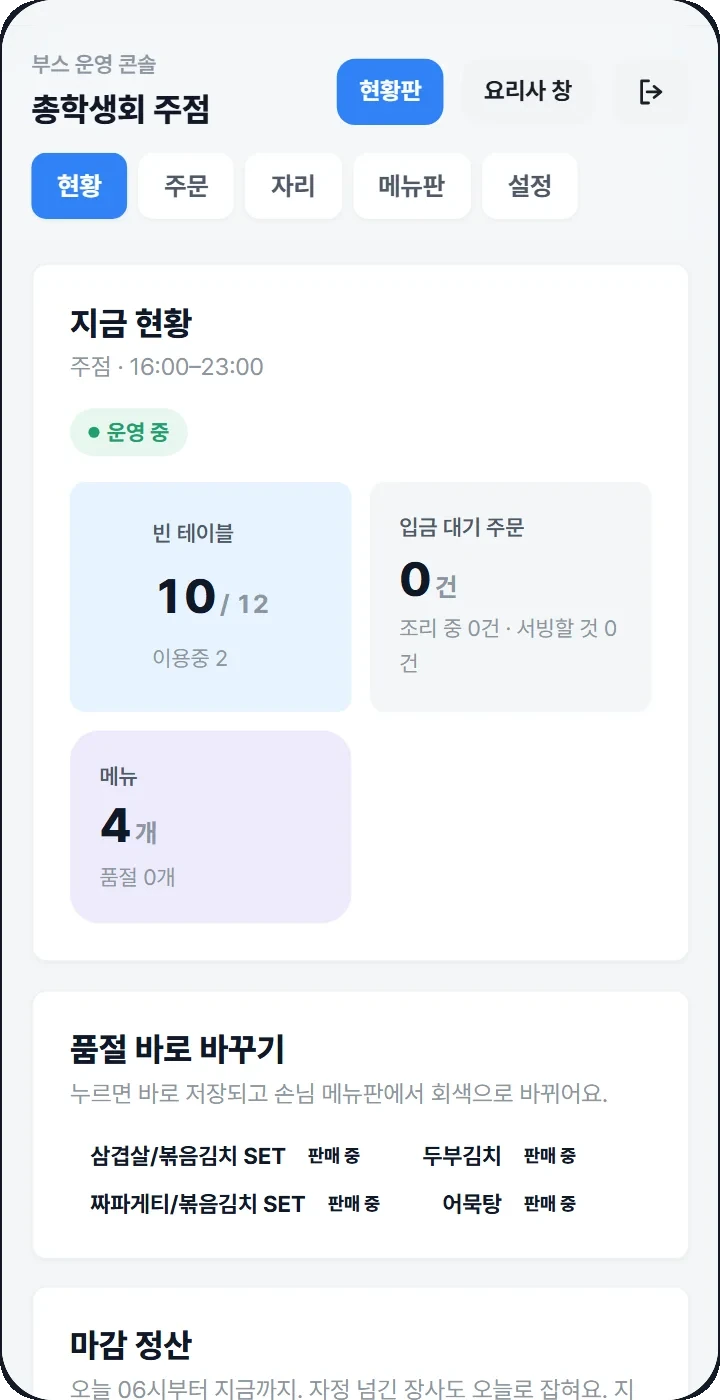 부스 운영 콘솔
총학생회 주점
현황판
요리사 창
현황
주문
자리
메뉴판
설정
지금 현황
주점 · 16:00–23:00
운영 중
빈 테이블
10 / 12
이용중 2
입금 대기 주문
0 건
조리 중 0건 · 서빙할 것 0
건
메뉴
4 개
품절 0개
품절 바로 바꾸기
누르면 바로 저장되고 손님 메뉴판에서 회색으로 바뀌어요.
삼겹살/볶음김치 SET 판매 중
두부김치 판매 중
짜파게티/볶음김치 SET 판매 중
어묵탕 판매 중
마감 정산
오늘 06시부터 지금까지. 자정 넘긴 장사도 오늘로 잡혀요. 지